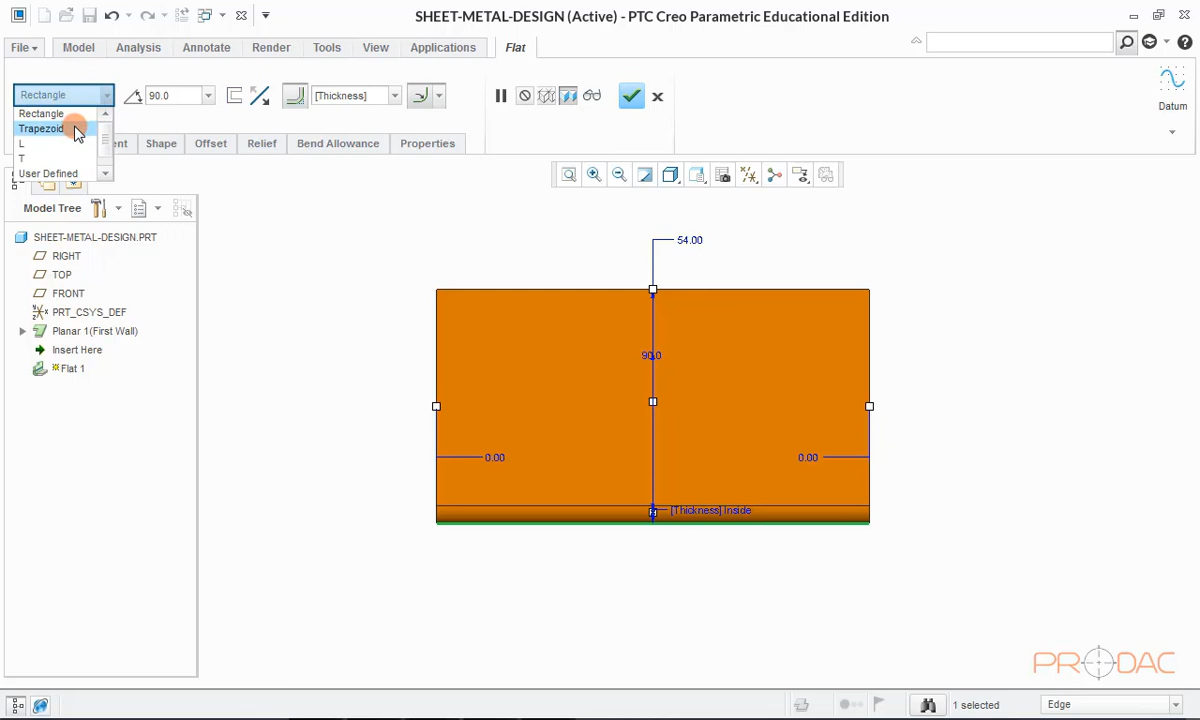 SHEET-METAL-DESIGN (Active) - PTC Creo Parametric Educational Edition
File Model Analysis Annotate Render Tools View Applications Flat
Rectangle 90.0 [Thickness]
Rectangle
Trapezoid
L
T
User Defined
ent Shape Offset Relief Bend Allowance Properties
Datum
Model Tree
SHEET-METAL-DESIGN.PRT
RIGHT
TOP
FRONT
PRT_CSYS_DEF
Planar 1(First Wall)
Insert Here
Flat 1
54.00
90.0
0.00 0.00
[Thickness] Inside
PRODAC
1 selected Edge